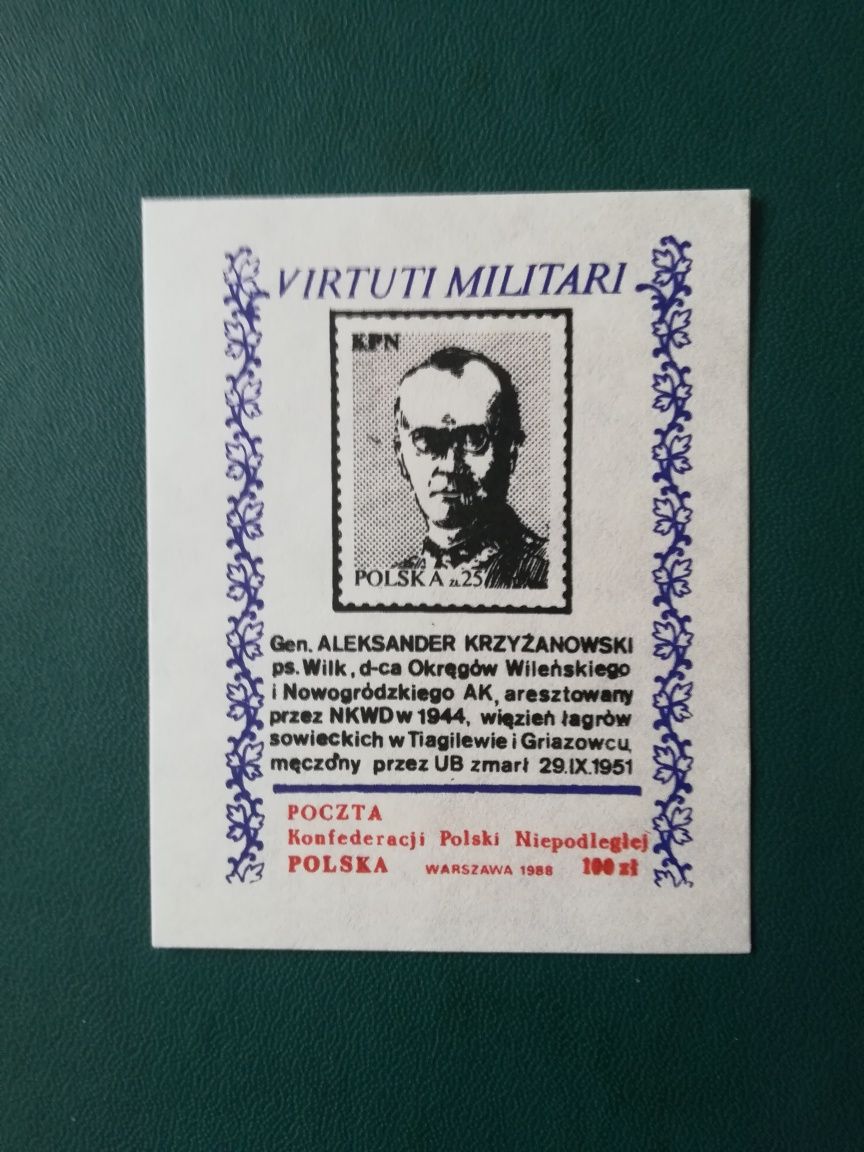 VIRTUTI MILITARI
KPN
POLSKA ZŁ 25
Gen. ALEKSANDER KRZYŻANOWSKI
ps. Wilk, d-ca Okręgów Wileńskiego
i Nowogródzkiego AK, aresztowany
przez NKWD w 1944, więzień łagrów
sowieckich w Tiagilewie i Griazowcu,
męczony przez UB zmarł 29.IX.1951
POCZTA
Konfederacji Polski Niepodległej
POLSKA WARSZAWA 1988 100 zł